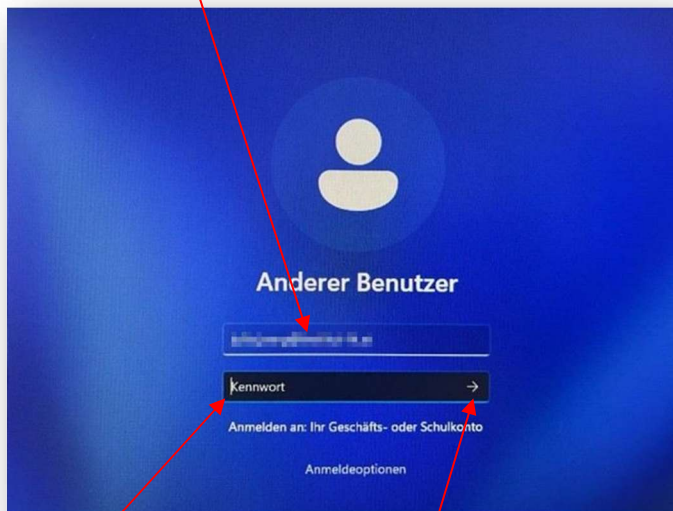 Anderer Benutzer
Kennwort
Anmelden an: Ihr Geschäfts- oder Schulkonto
Anmeldeoptionen